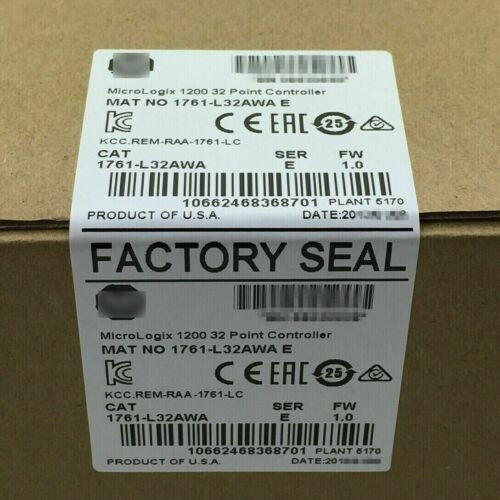 MicroLogix 1200 32 Point Controller
MAT NO 1761-L32AWA E
CE EAC 25
KCC.REM-RAA-1761-LC
CAT SER FW
1761-L32AWA E 1.0
10662468368701 PLANT 5170
PRODUCT OF U.S.A. DATE:20
FACTORY SEAL
MicroLogix 1200 32 Point Controller
MAT NO 1761-L32AWA E
CE EAC 25
KCC.REM-RAA-1761-LC
CAT SER FW
1761-L32AWA E 1.0
10662468368701 PLANT 5170
PRODUCT OF U.S.A. DATE:20